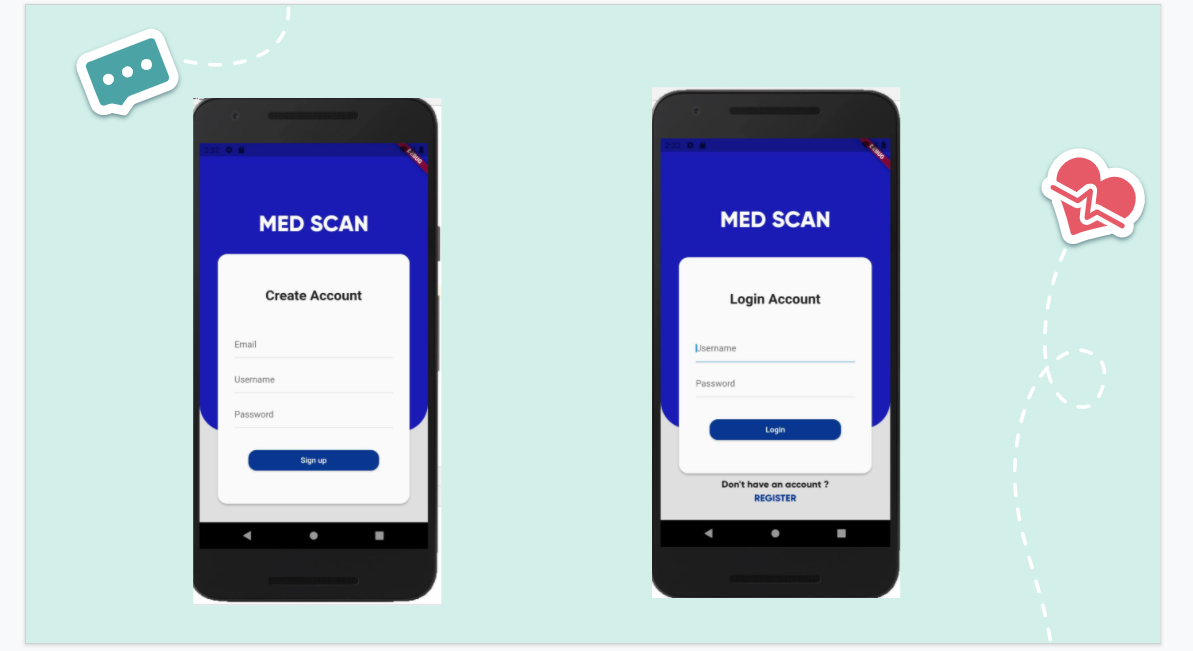 MED SCAN
Create Account
Email
Username
Password
Sign up
MED SCAN
Login Account
Username
Password
Login
Don't have an account ?
REGISTER